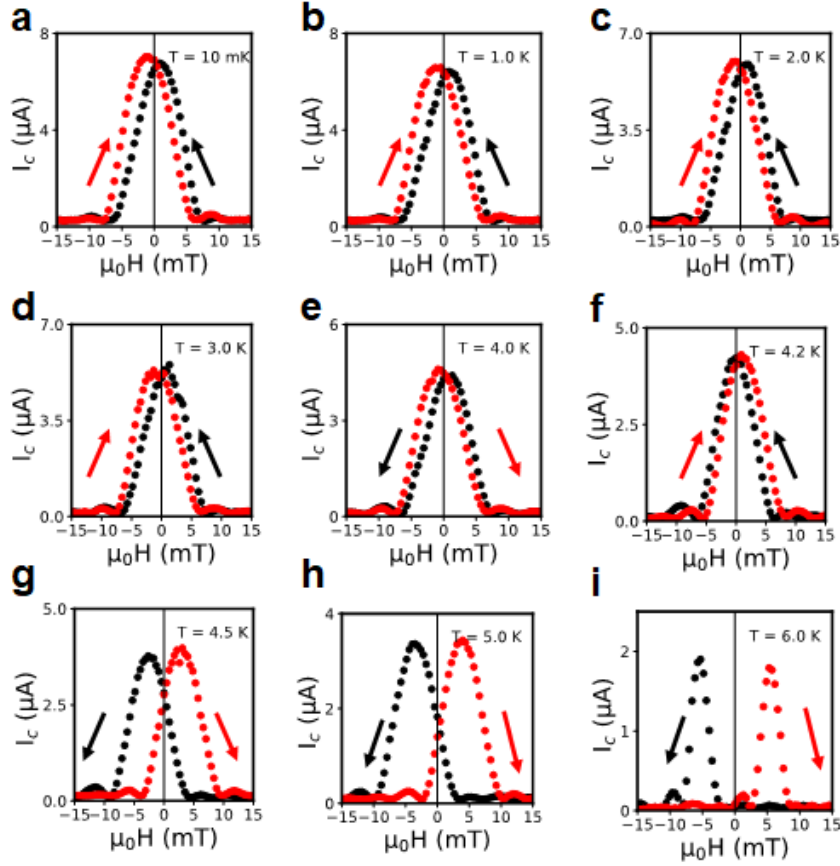 a
8
T = 10 mK
I_c (μA)
4
0
−15 −10 −5 0 5 10 15
μ₀H (mT)
b
8
T = 1.0 K
I_c (μA)
4
0
−15 −10 −5 0 5 10 15
μ₀H (mT)
c
7.0
T = 2.0 K
I_c (μA)
3.5
0.0
−15 −10 −5 0 5 10 15
μ₀H (mT)
d
7.0
T = 3.0 K
I_c (μA)
3.5
0.0
−15 −10 −5 0 5 10 15
μ₀H (mT)
e
6
T = 4.0 K
I_c (μA)
3
0
−15 −10 −5 0 5 10 15
μ₀H (mT)
f
5.0
T = 4.2 K
I_c (μA)
2.5
0.0
−15 −10 −5 0 5 10 15
μ₀H (mT)
g
5.0
T = 4.5 K
I_c (μA)
2.5
0.0
−15 −10 −5 0 5 10 15
μ₀H (mT)
h
4
T = 5.0 K
I_c (μA)
2
0
−15 −10 −5 0 5 10 15
μ₀H (mT)
i
2
T = 6.0 K
I_c (μA)
1
0
−15 −10 −5 0 5 10 15
μ₀H (mT)